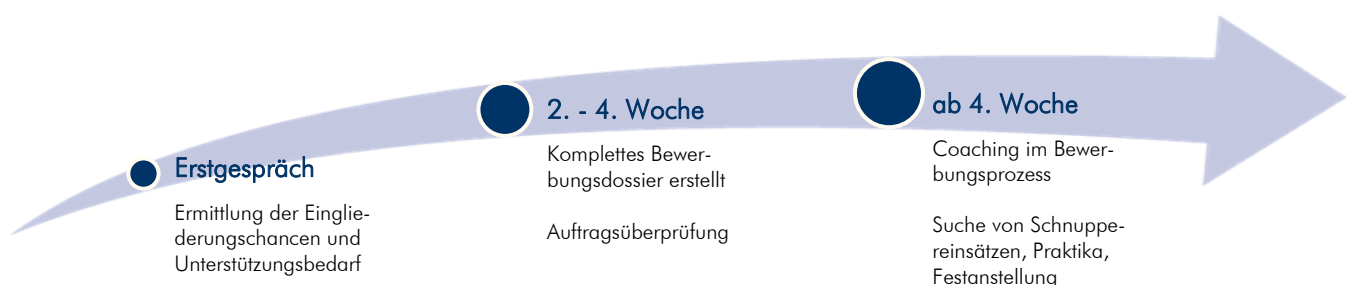 Erstgespräch
Ermittlung der Einglie-
derungschancen und
Unterstützungsbedarf
2. - 4. Woche
Komplettes Bewer-
bungsdossier erstellt
Auftragsüberprüfung
ab 4. Woche
Coaching im Bewer-
bungsprozess
Suche von Schnuppe-
reinsätzen, Praktika,
Festanstellung